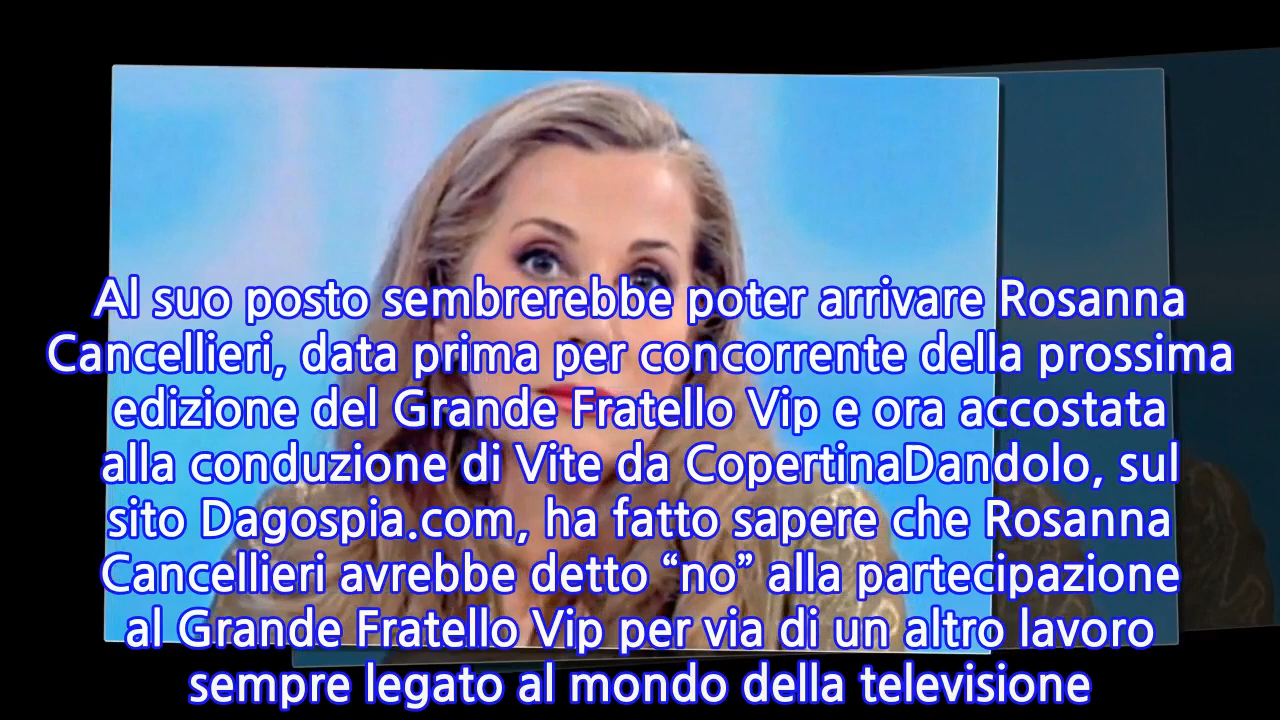 Al suo posto sembrerebbe poter arrivare Rosanna
Cancellieri, data prima per concorrente della prossima
edizione del Grande Fratello Vip e ora accostata
alla conduzione di Vite da CopertinaDandolo, sul
sito Dagospia.com, ha fatto sapere che Rosanna
Cancellieri avrebbe detto “no” alla partecipazione
al Grande Fratello Vip per via di un altro lavoro
sempre legato al mondo della televisione